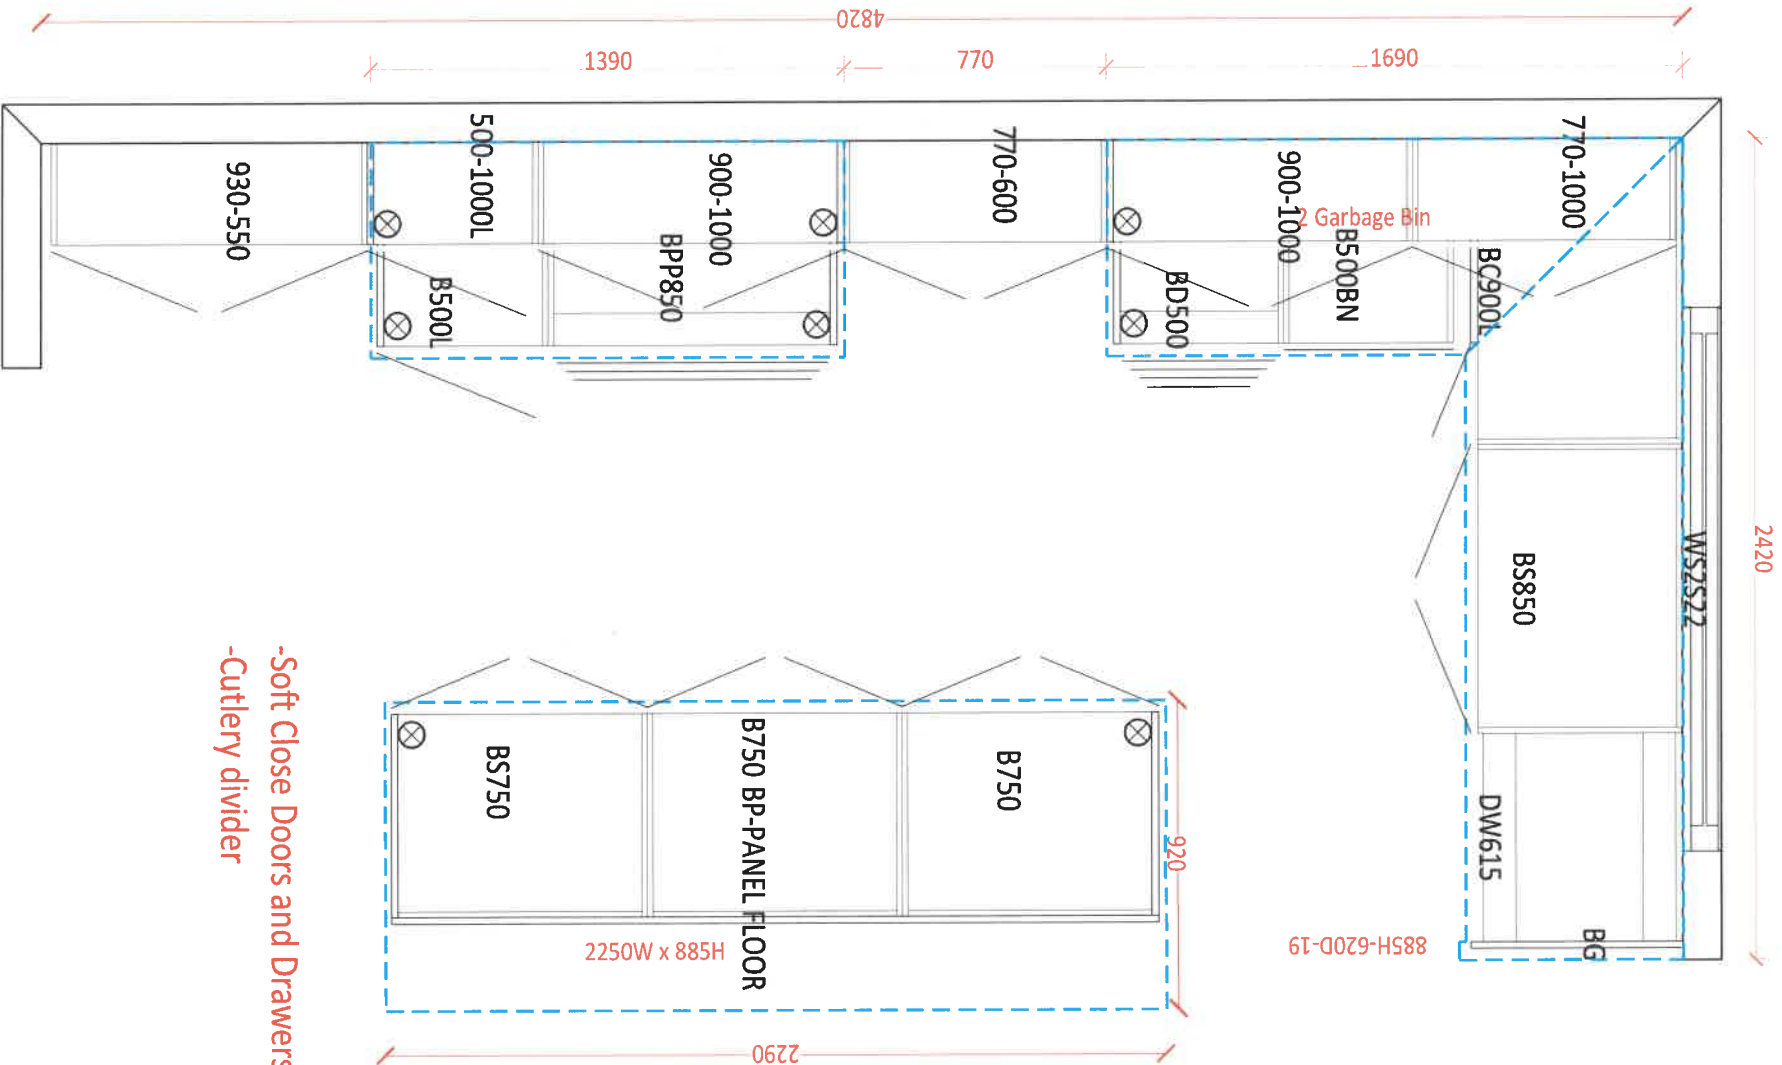 4820
1390
770
1690
930-550
500-1000L
900-1000
770-600
900-1000
770-1000
2 Garbage Bin
B500L
BPP850
BD500
B500BN
BC900L
2420
WS2S22
BS850
DW615
BG
885H-620D-19
BS750
B750 BP-PANEL FLOOR
B750
920
2250W x 885H
2290
-Soft Close Doors and Drawers
-Cutlery divider